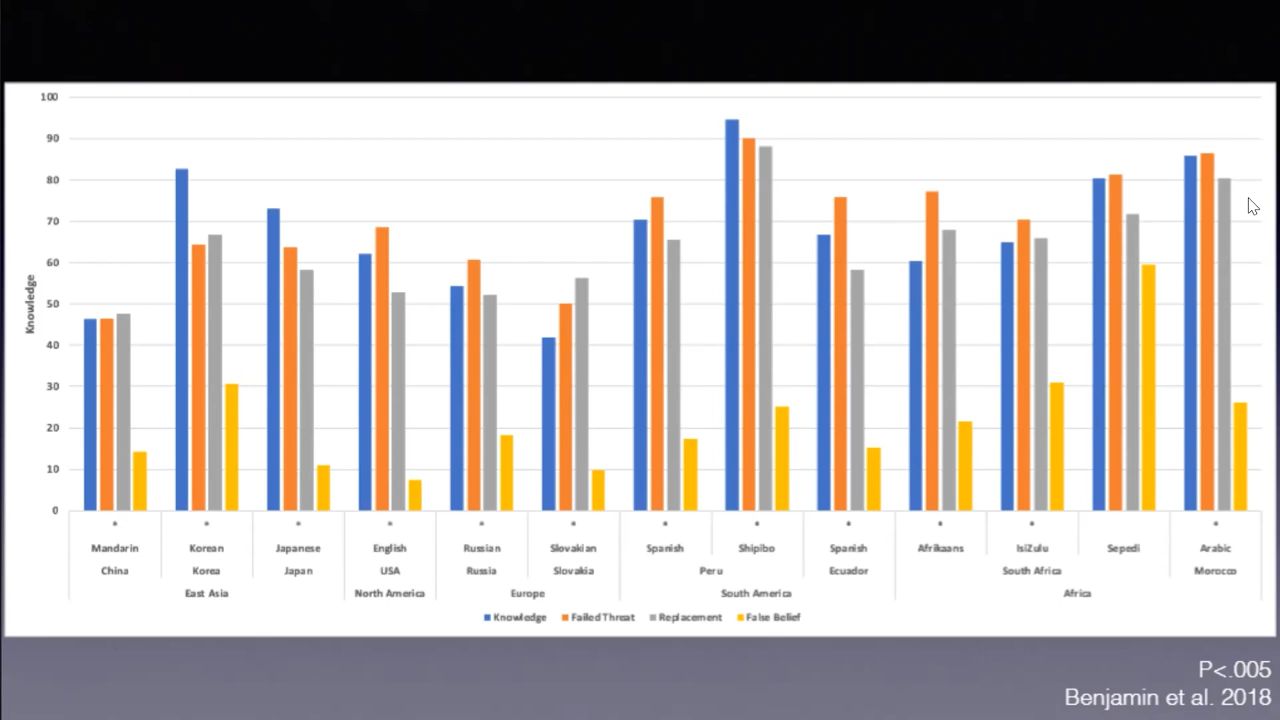 100
90
80
70
60
50
40
30
20
10
0
Knowledge
* * * * * * * * * * * *
Mandarin Korean Japanese English Russian Slovakian Spanish Shipibo Spanish Afrikaans IsiZulu Sepedi Arabic
China Korea Japan USA Russia Slovakia Peru Ecuador South Africa Morocco
East Asia North America Europe South America Africa
Knowledge Failed Threat Replacement False Belief
P<.005
Benjamin et al. 2018